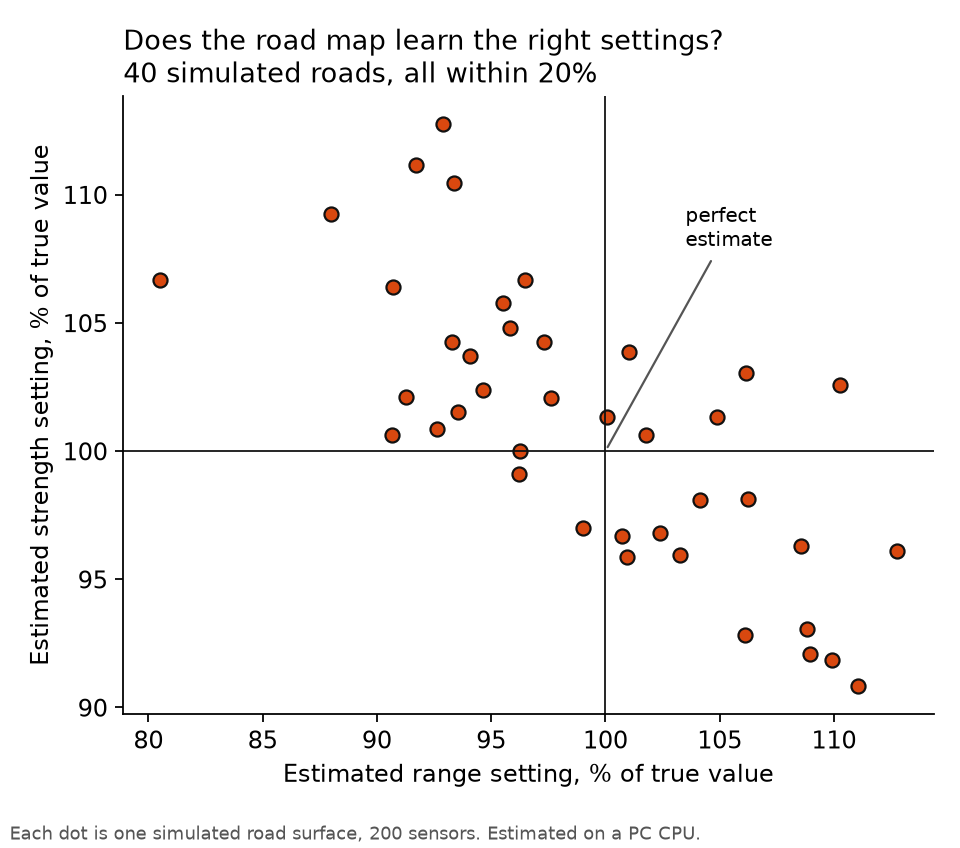 Does the road map learn the right settings?
40 simulated roads, all within 20%
perfect
estimate
Estimated strength setting, % of true value
110
105
100
95
90
80
85
90
95
100
105
110
Estimated range setting, % of true value
Each dot is one simulated road surface, 200 sensors. Estimated on a PC CPU.